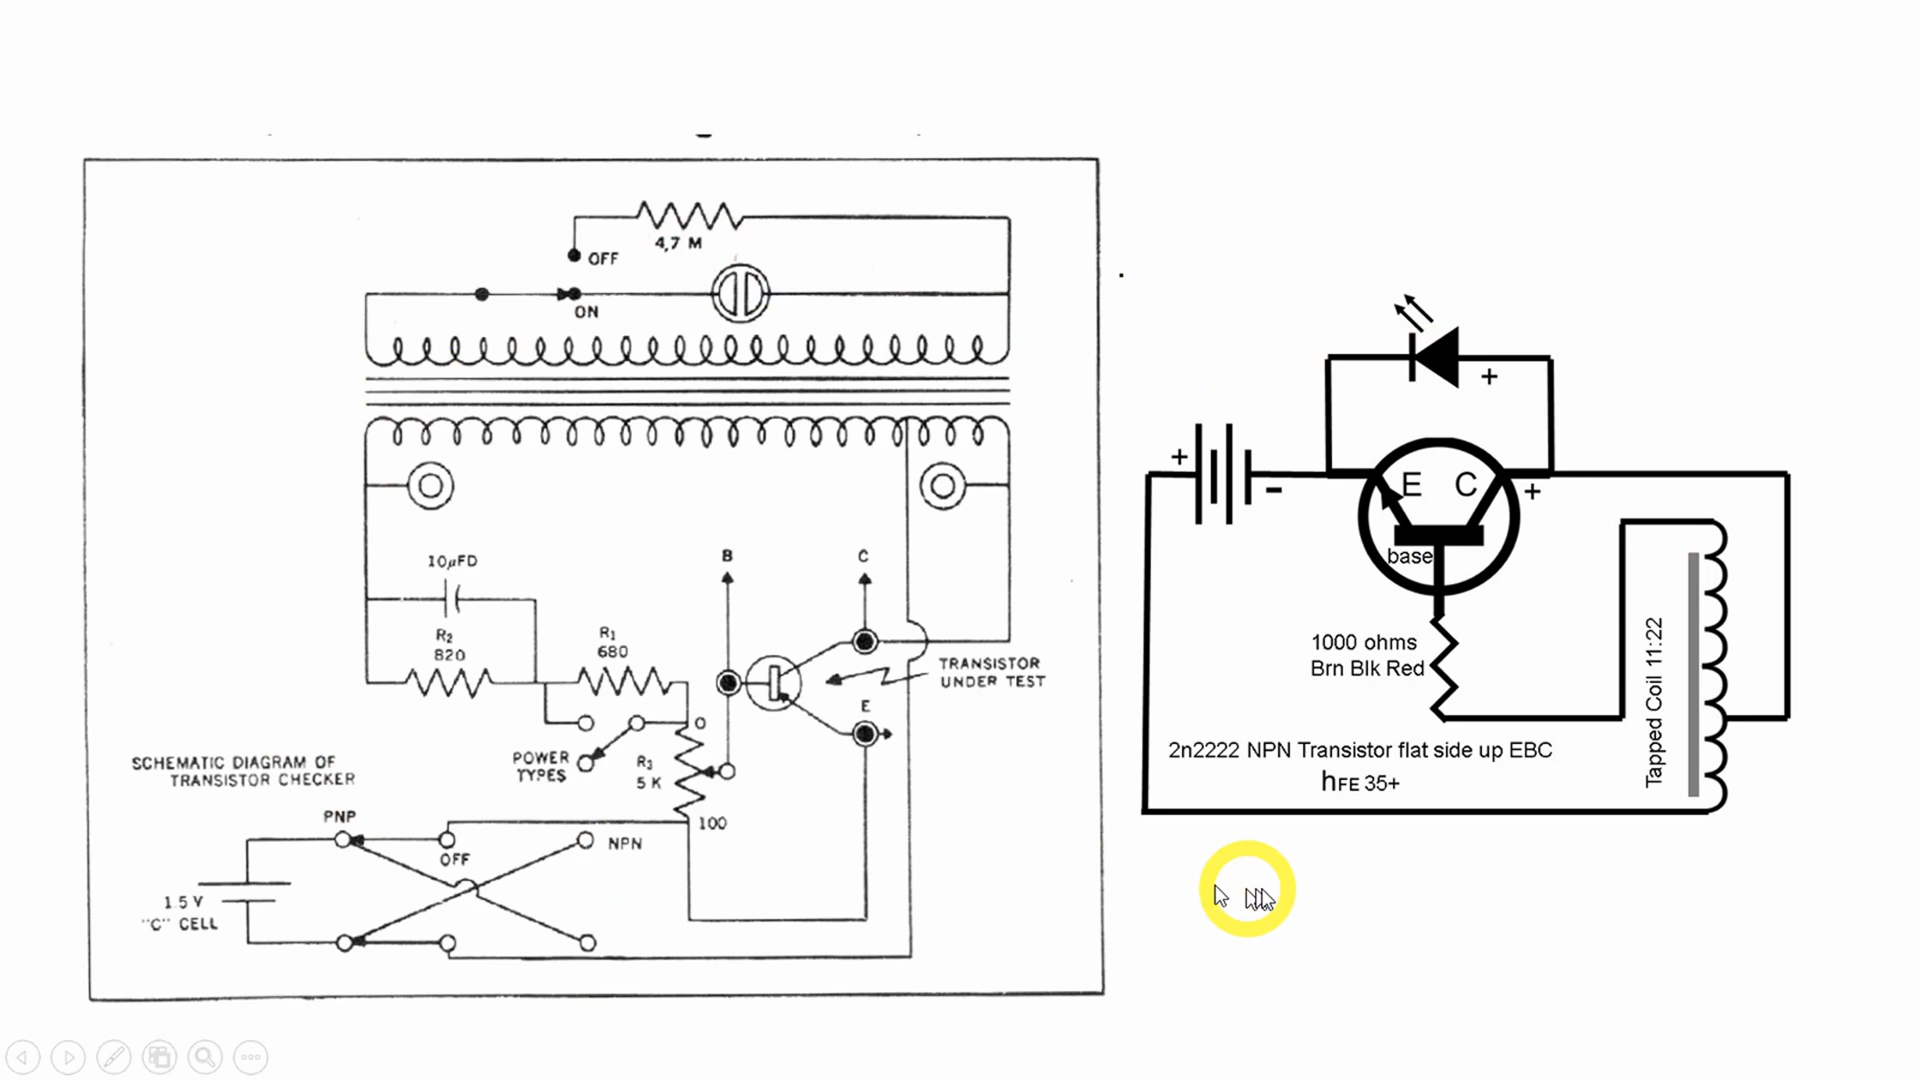 4,7 M
OFF
ON
10µFD
R2
820
R1
680
B
C
TRANSISTOR
UNDER TEST
E
O
POWER
TYPES
R3
5 K
100
SCHEMATIC DIAGRAM OF
TRANSISTOR CHECKER
PNP
OFF
NPN
1.5 V
"C" CELL
+
-
+
E C
+
base
1000 ohms
Brn Blk Red
Tapped Coil 11:22
2n2222 NPN Transistor flat side up EBC
hFE 35+